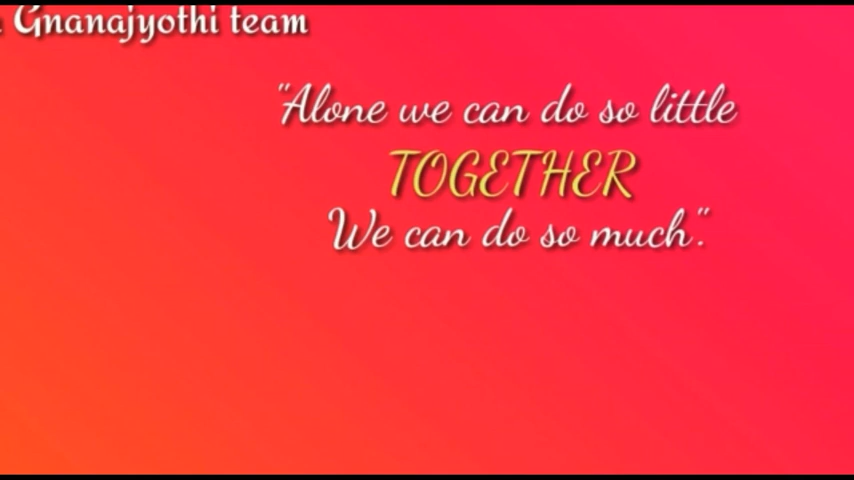 Gnanajyothi team
"Alone we can do so little
TOGETHER
We can do so much".